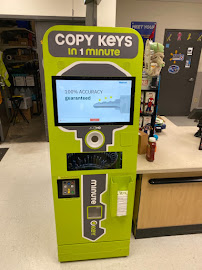 COPY KEYS
in 1 minute
100% ACCURACY
guaranteed
minute